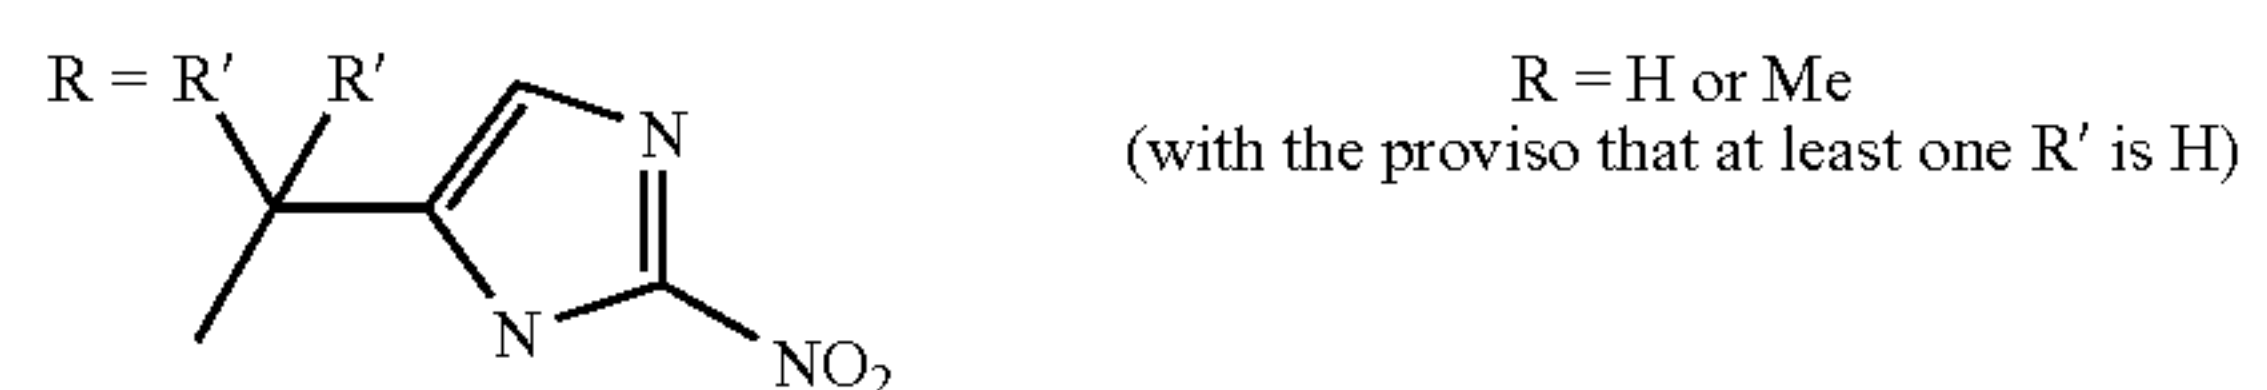 R = R′ R′
R = H or Me
N
(with the proviso that at least one R′ is H)
N
NO₂